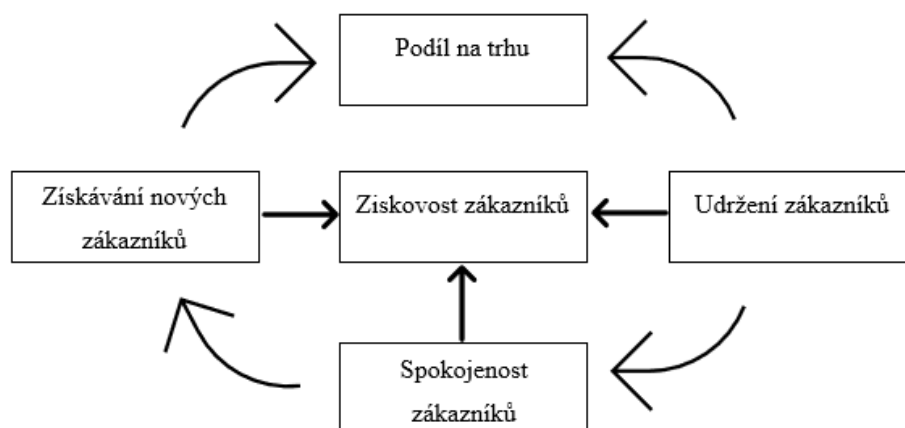 Podíl na trhu
Získávání nových
zákazníků
Ziskovost zákazníků
Udržení zákazníků
Spokojenost
zákazníků